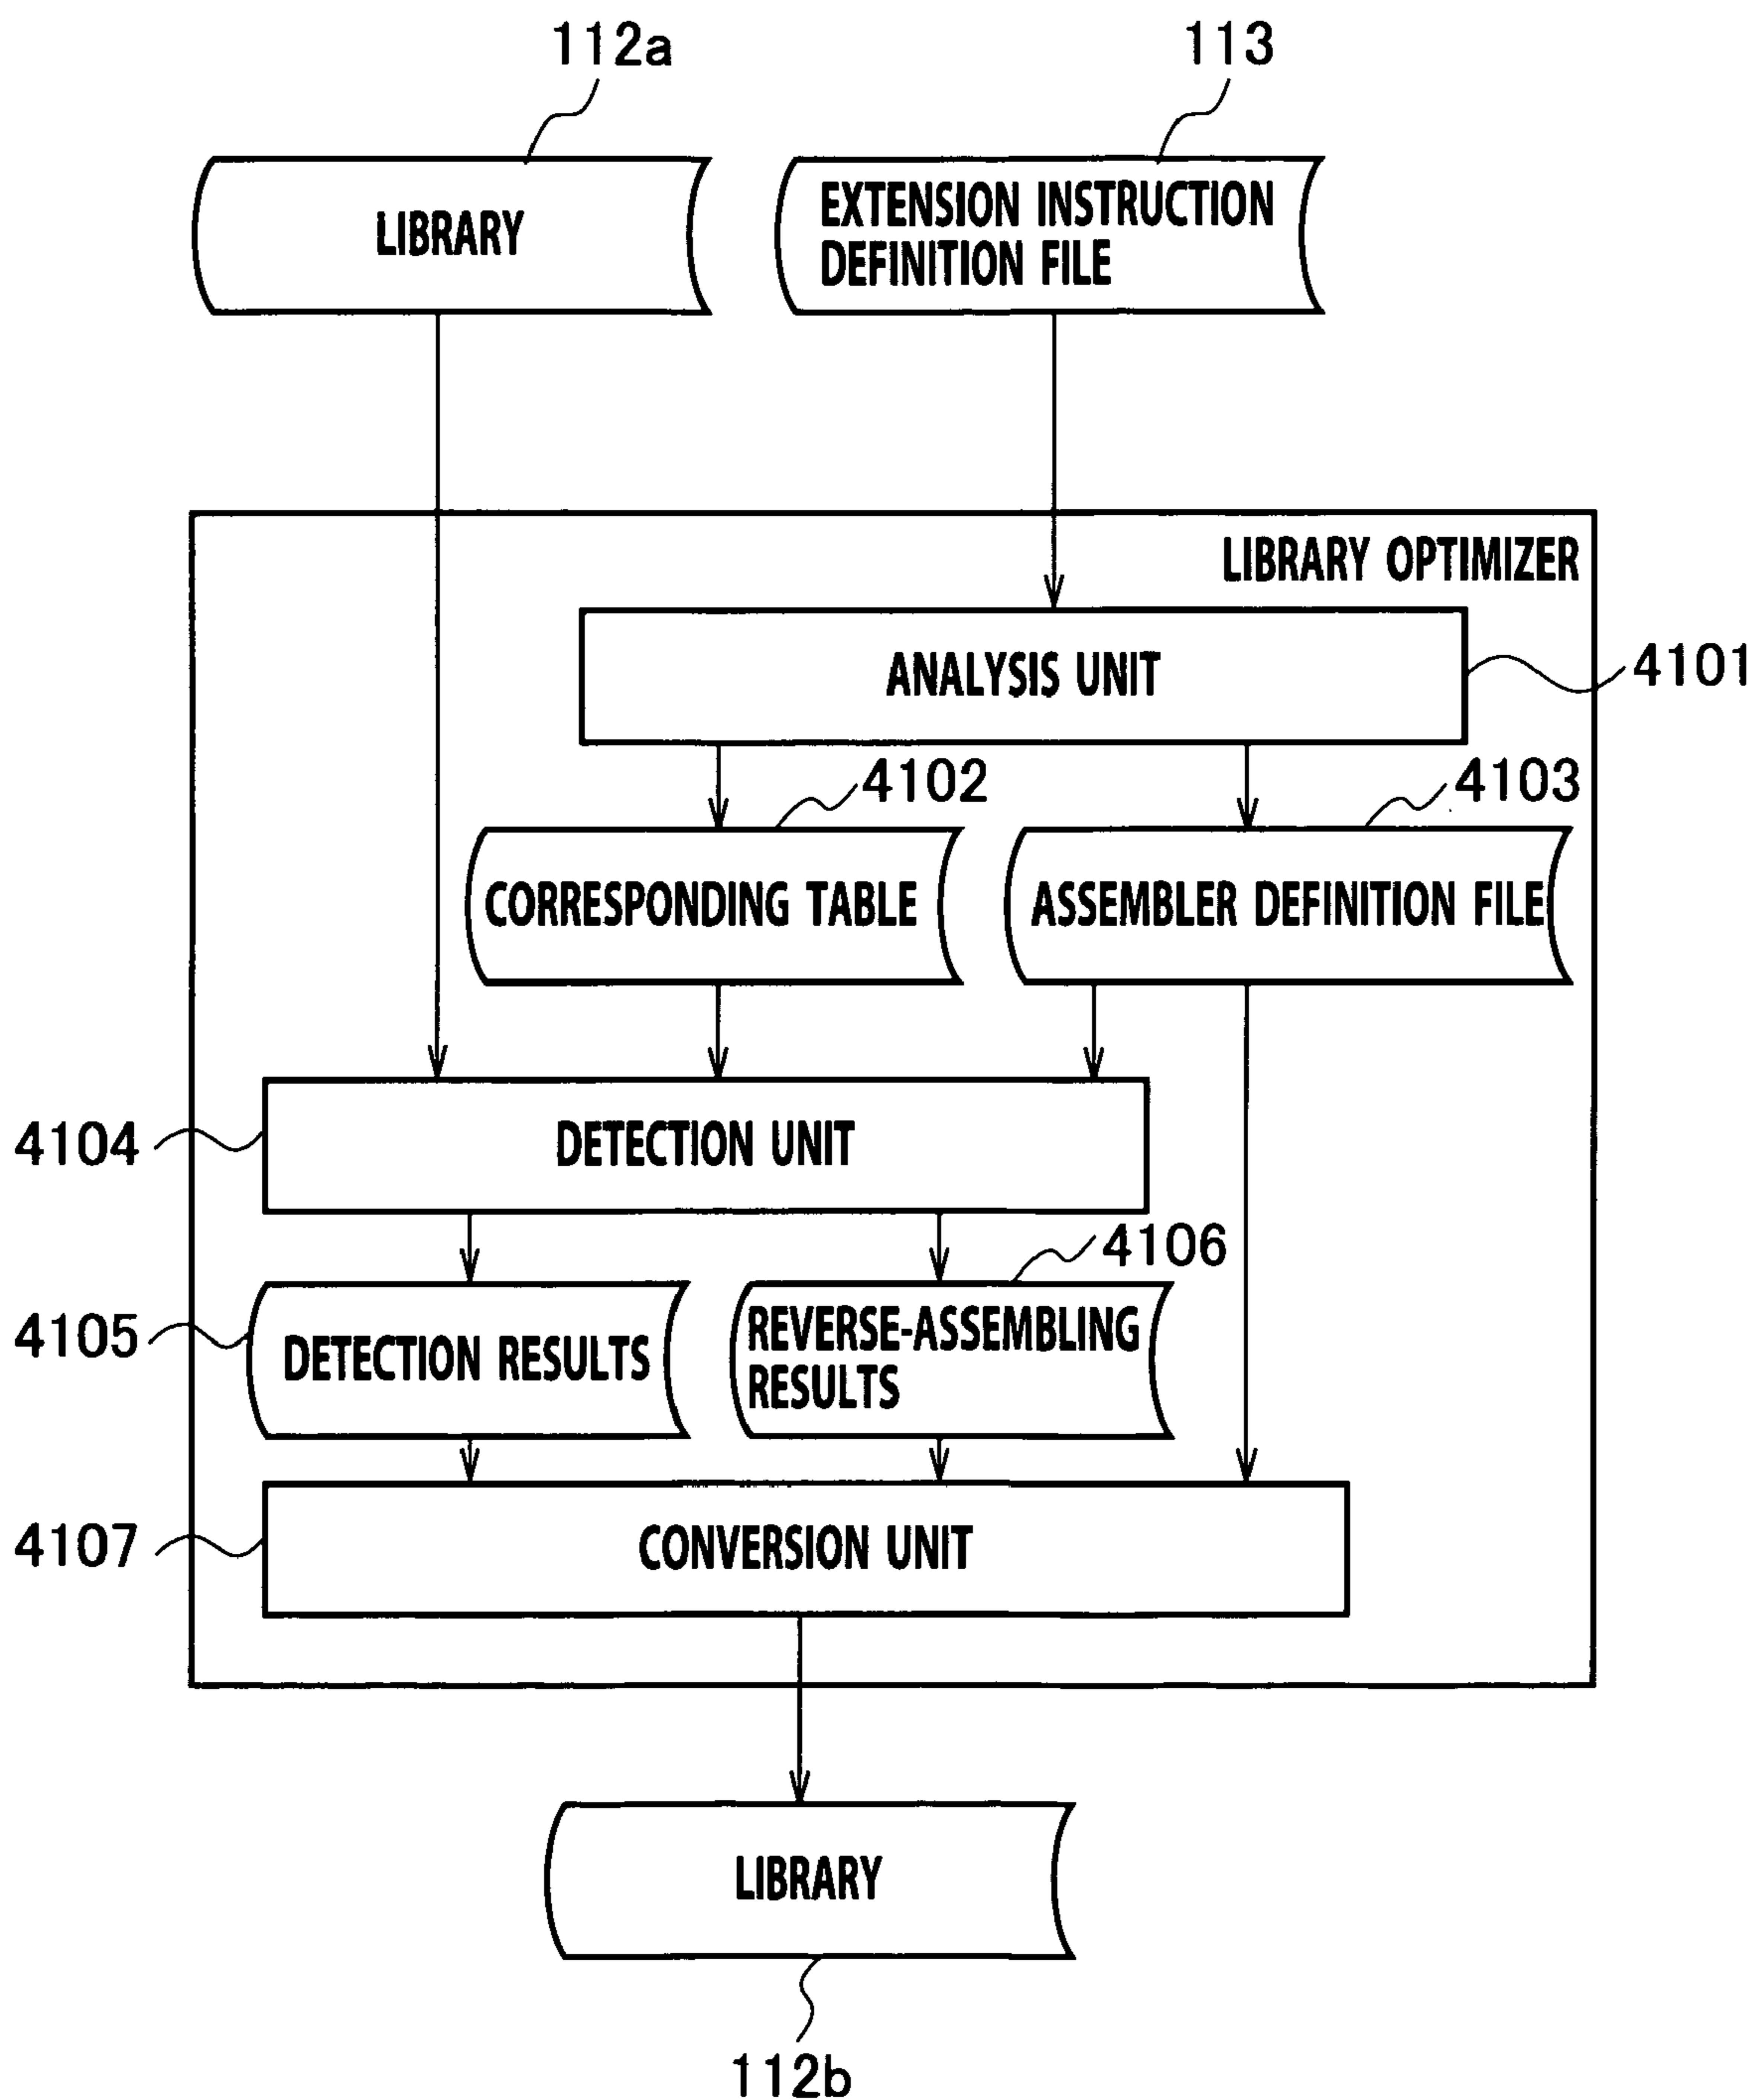 112a
113
LIBRARY
EXTENSION INSTRUCTION
DEFINITION FILE
LIBRARY OPTIMIZER
ANALYSIS UNIT
4101
4102
4103
CORRESPONDING TABLE
ASSEMBLER DEFINITION FILE
4104
DETECTION UNIT
4106
4105
DETECTION RESULTS
REVERSE-ASSEMBLING
RESULTS
4107
CONVERSION UNIT
LIBRARY
112b